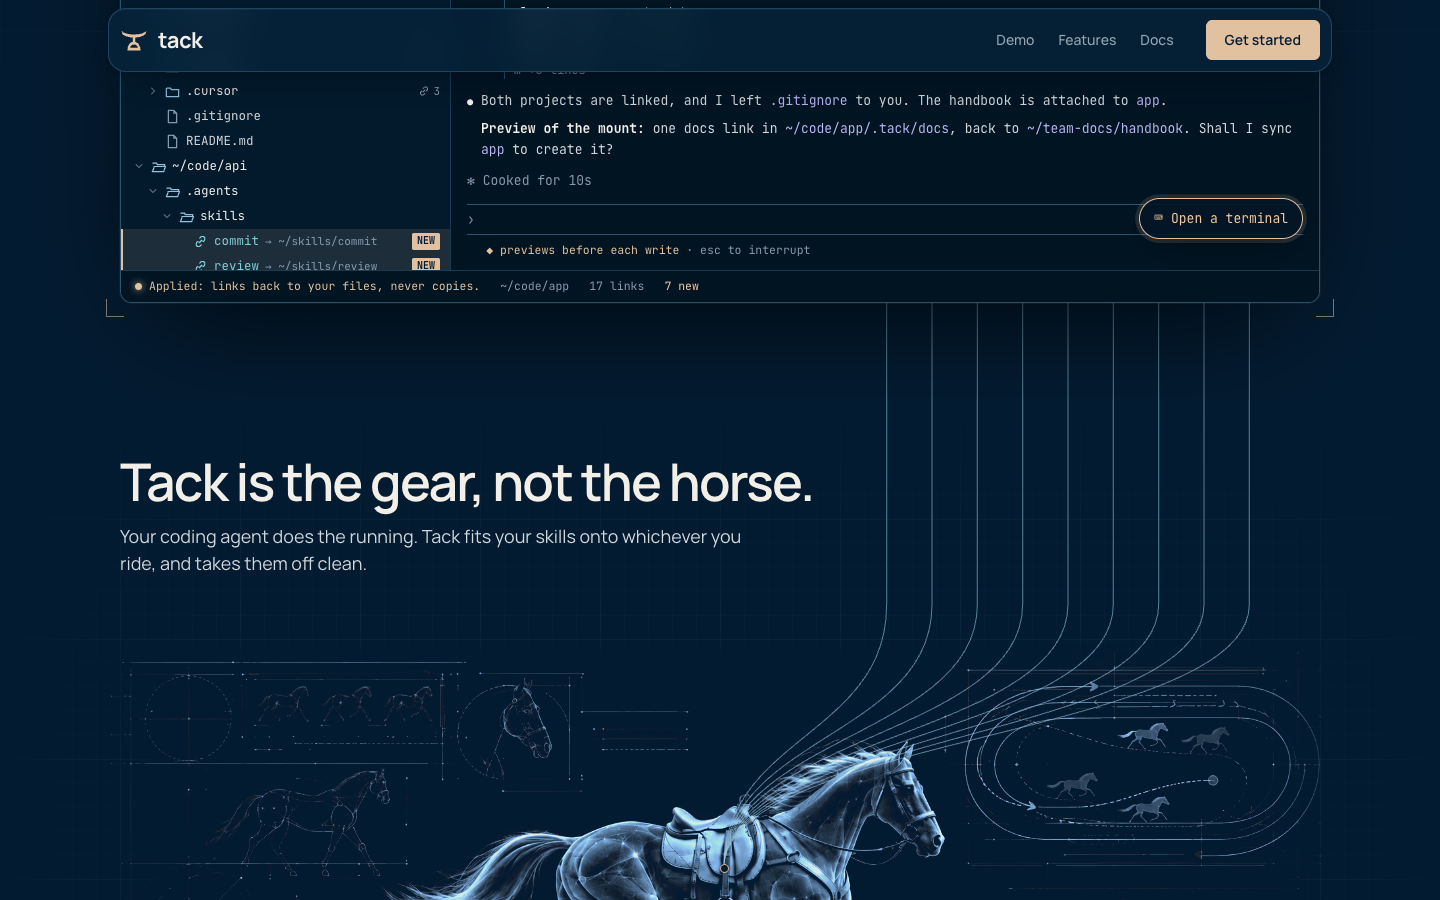 tack
Demo
Features
Docs
Get started
.cursor
3
.gitignore
README.md
~/code/api
.agents
skills
commit → ~/skills/commit
NEW
review → ~/skills/review
NEW
● Both projects are linked, and I left .gitignore to you. The handbook is attached to app.
Preview of the mount: one docs link in ~/code/app/.tack/docs, back to ~/team-docs/handbook. Shall I sync
app to create it?
✻ Cooked for 10s
›
Open a terminal
◆ previews before each write · esc to interrupt
Applied: links back to your files, never copies.
~/code/app
17 links
7 new
Tack is the gear, not the horse.
Your coding agent does the running. Tack fits your skills onto whichever you
ride, and takes them off clean.